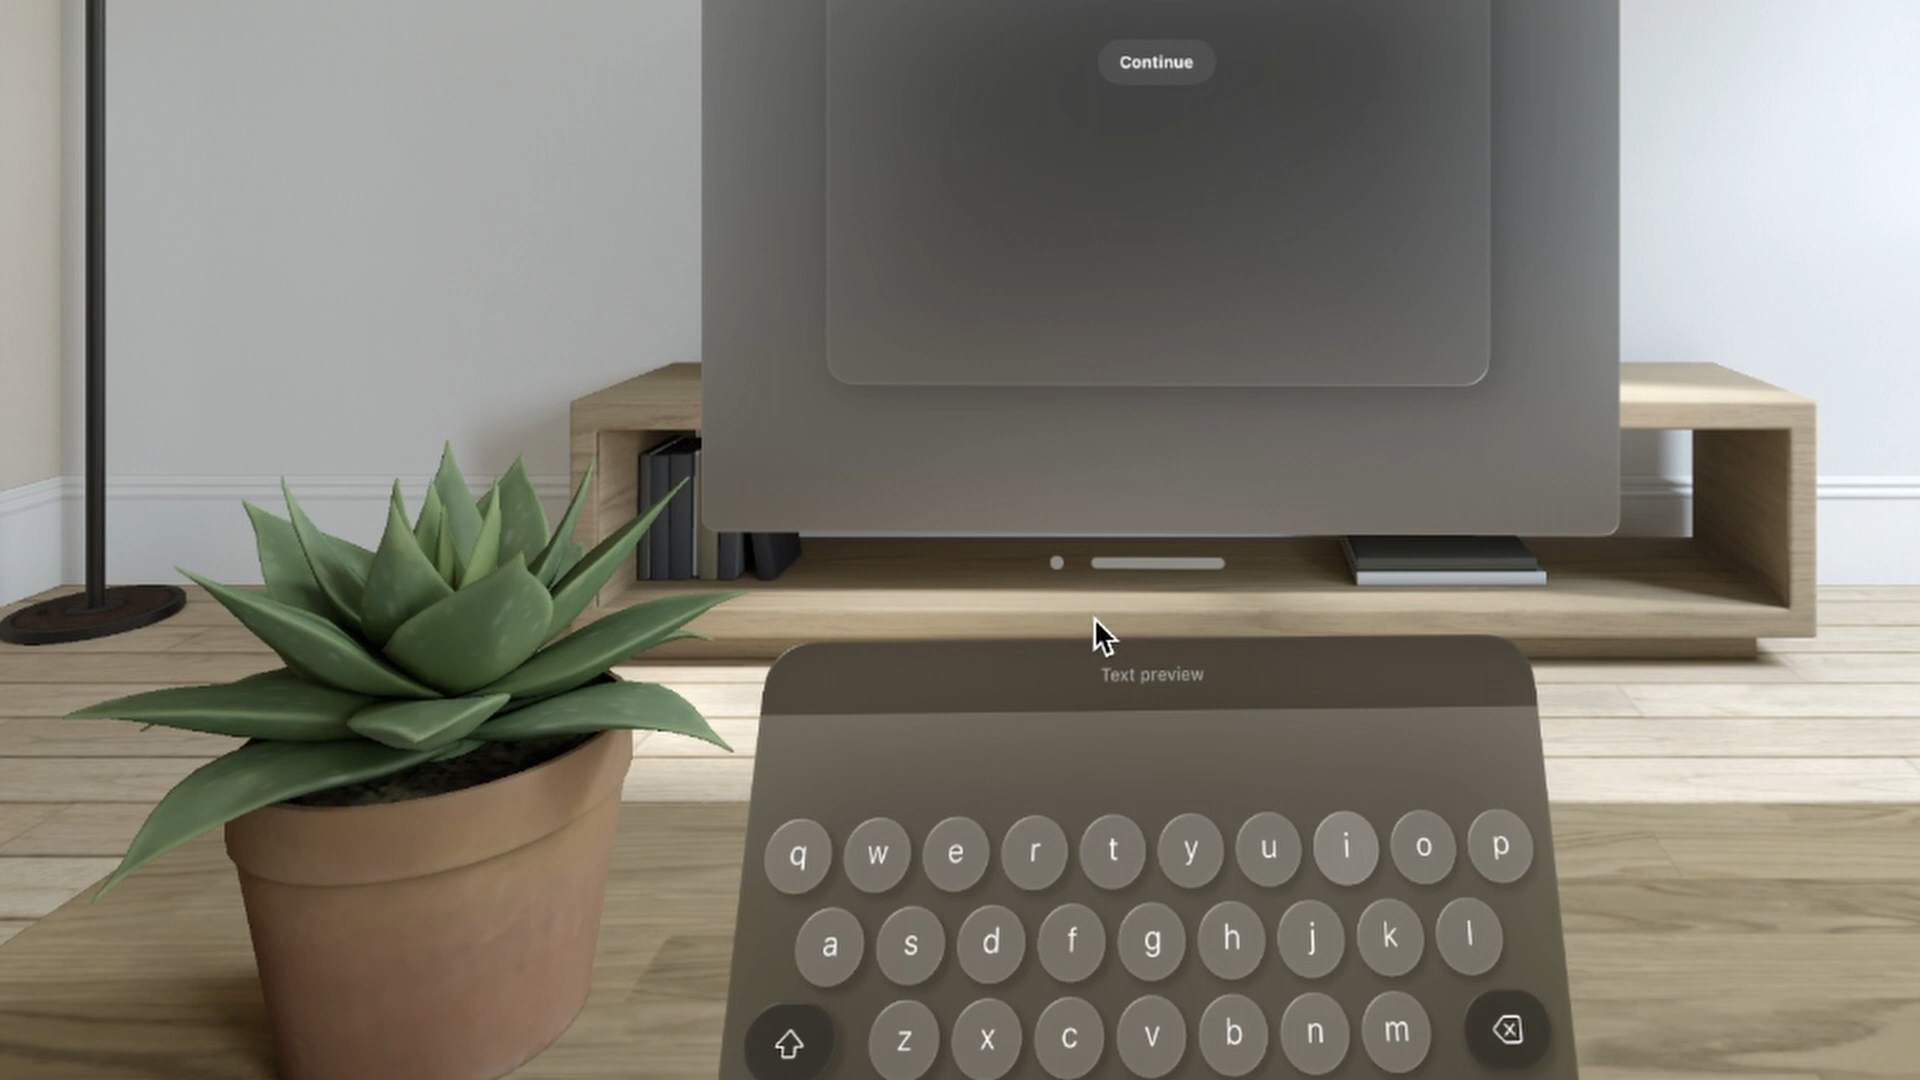 Continue
Text preview
q w e r t y u i o p
a s d f g h j k l
z x c v b n m